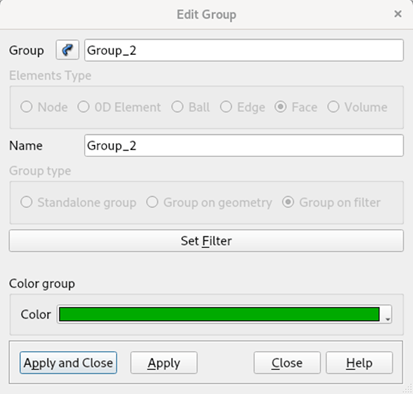 Edit Group
Group Group_2
Elements Type
Node 0D Element Ball Edge Face Volume
Name Group_2
Group type
Standalone group Group on geometry Group on filter
Set Filter
Color group
Color
Apply and Close Apply Close Help